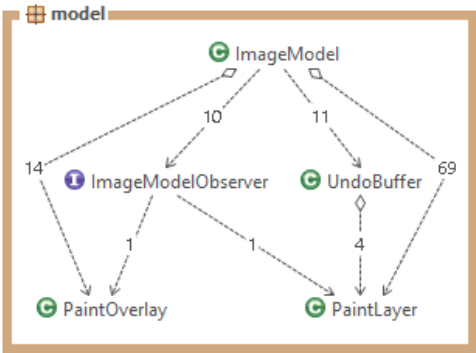 model
C ImageModel
10
11
14
69
I ImageModelObserver
C UndoBuffer
1
1
4
C PaintOverlay
C PaintLayer